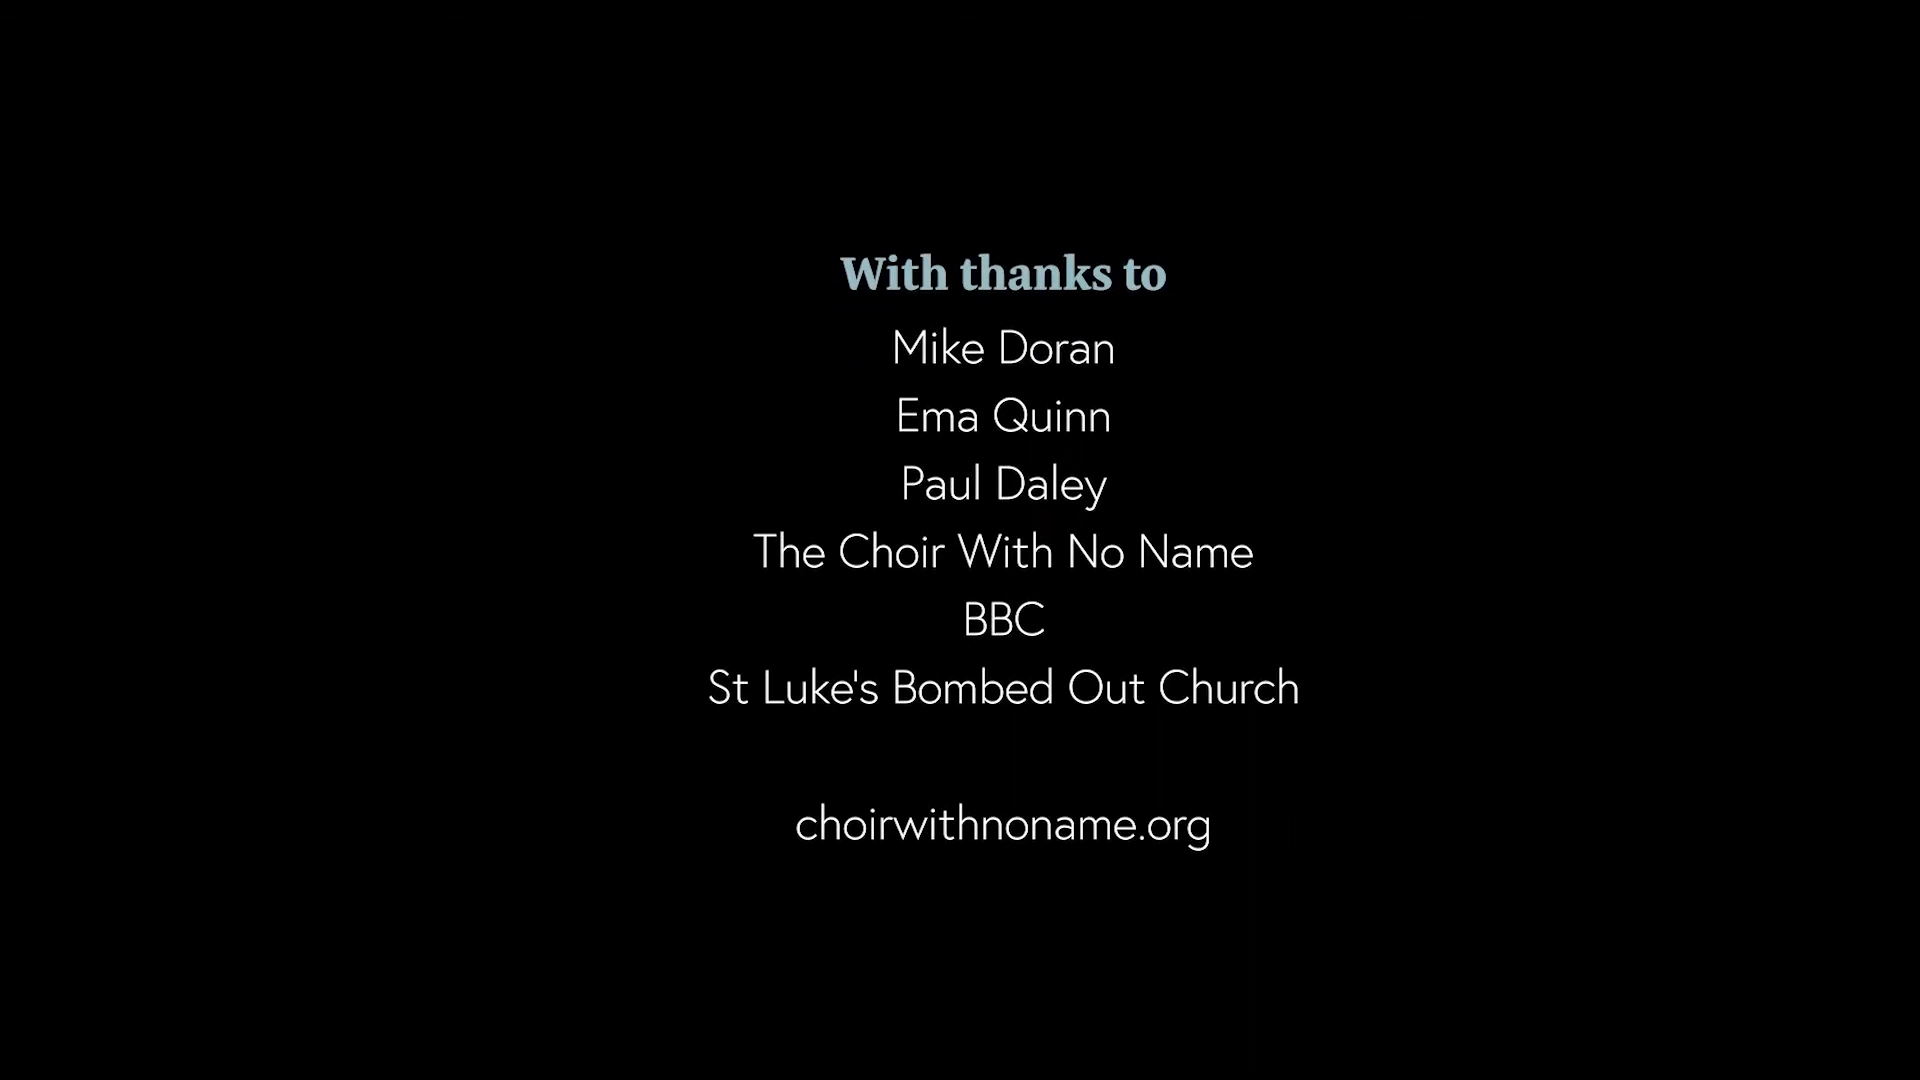 With thanks to
Mike Doran
Ema Quinn
Paul Daley
The Choir With No Name
BBC
St Luke's Bombed Out Church
choirwithnoname.org